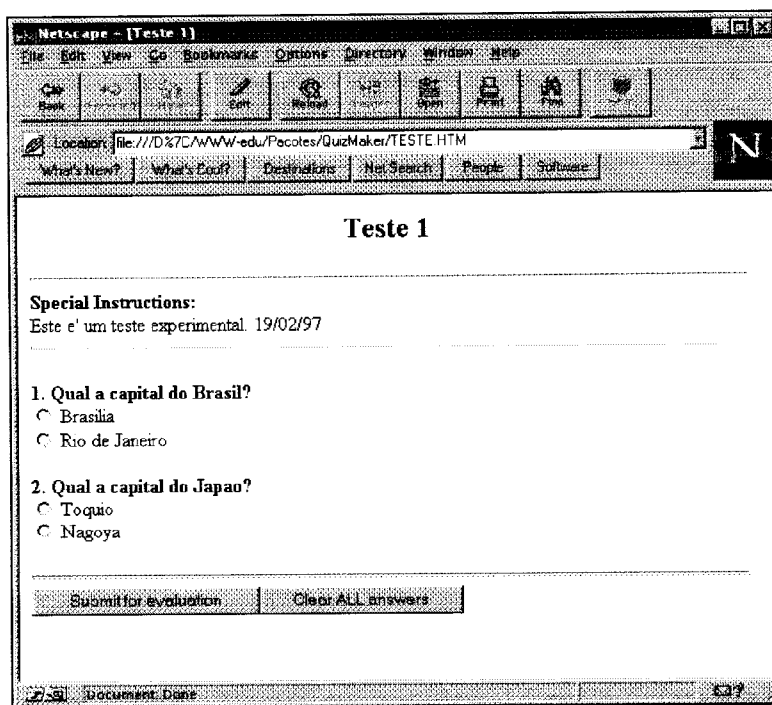 Netscape - [Teste 1]
File Edit View Go Bookmarks Options Directory Window Help
Back Edit Reload Open Print Find
Location: file:///D%7C/WWW-edu/Pacotes/QuizMaker/TESTE.HTM
N
What's New? What's Cool? Destinations Net Search People Software
Teste 1
Special Instructions:
Este e' um teste experimental. 19/02/97
1. Qual a capital do Brasil?
Brasilia
Rio de Janeiro
2. Qual a capital do Japao?
Toquio
Nagoya
Submit for evaluation Clear ALL answers
Document: Done